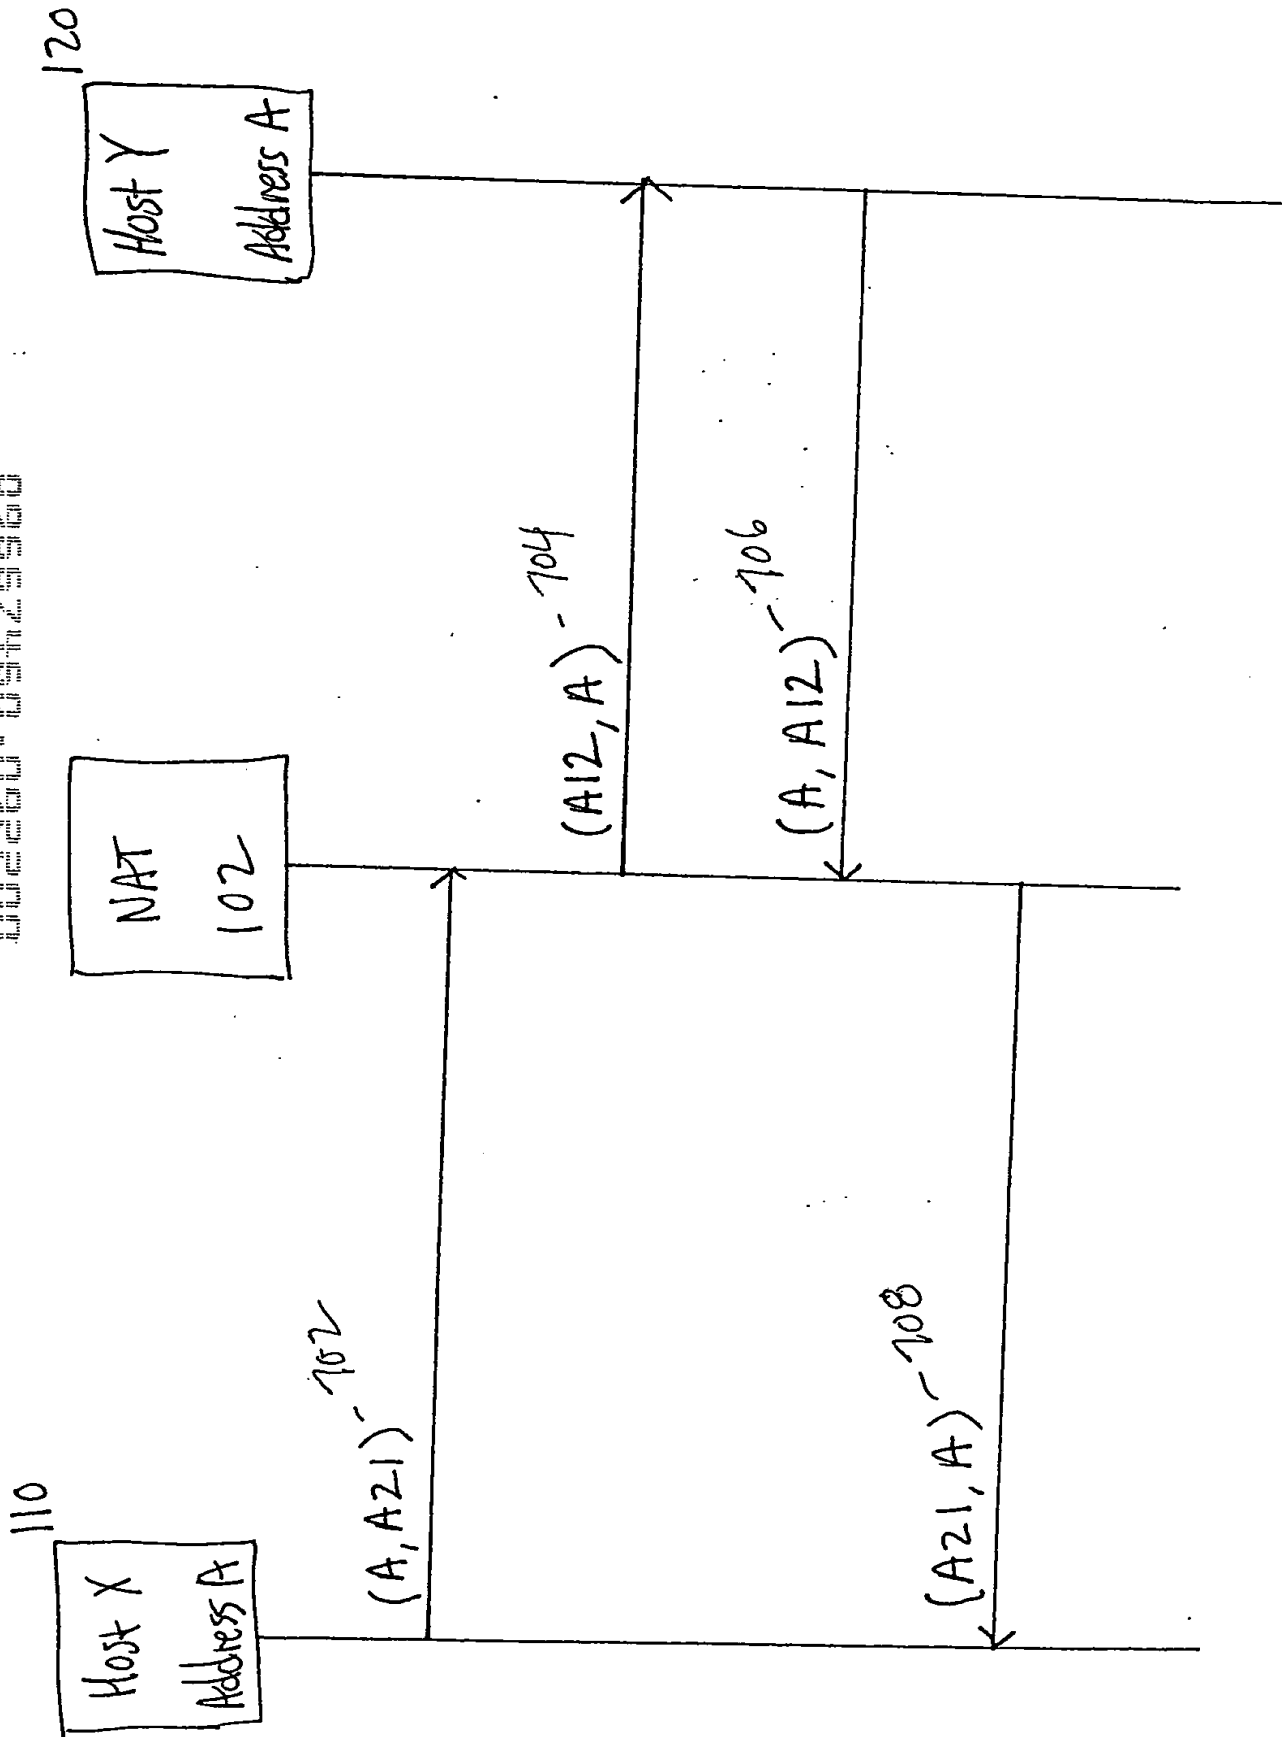 110
Host X
Address A
NAT
102
120
Host Y
Address A
(A, A21) - 702
(A12, A) - 704
(A, A12) - 706
(A21, A) - 708